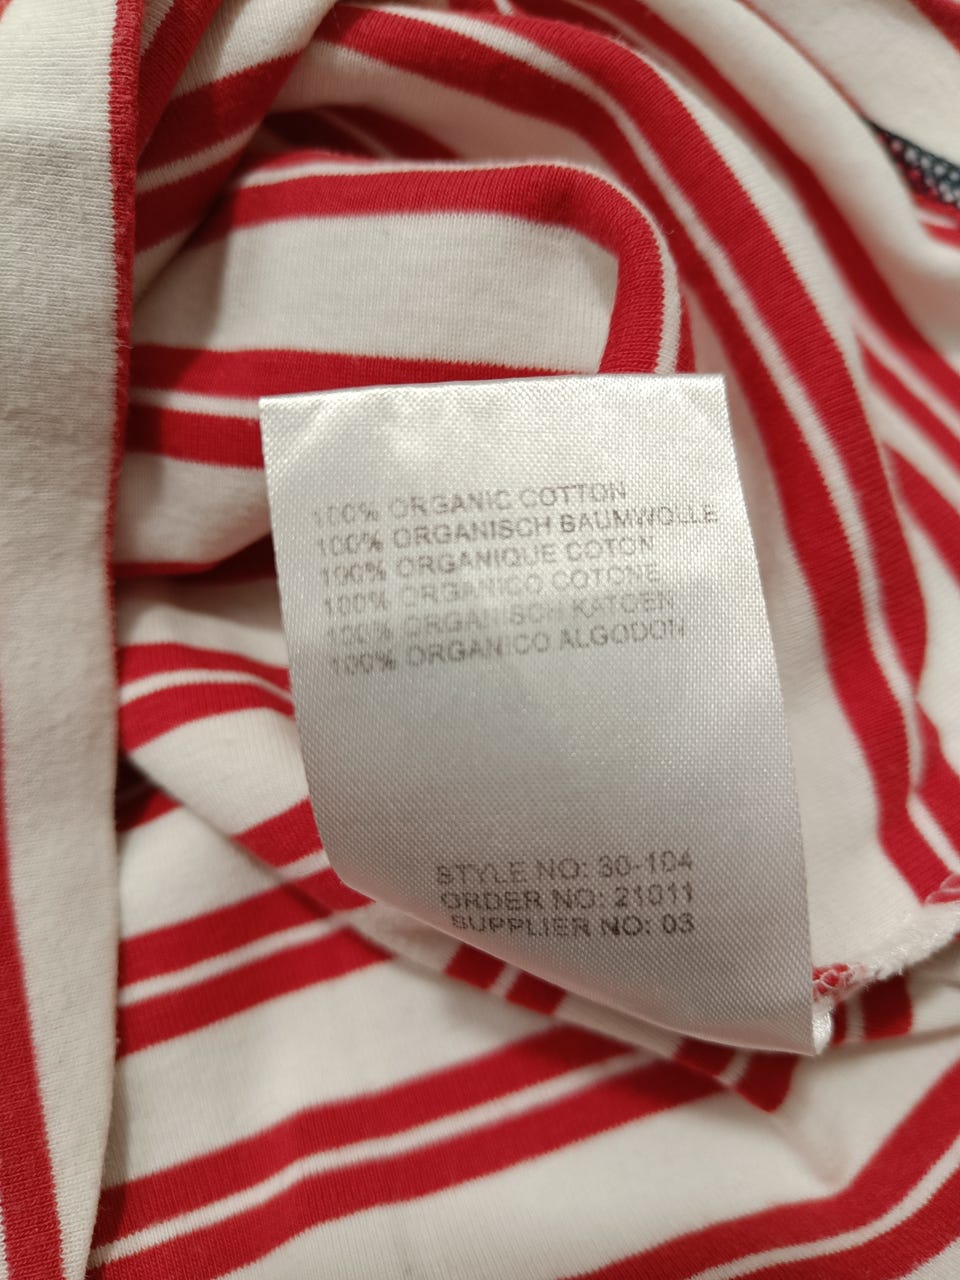 100% ORGANIC COTTON
100% ORGANISCH BAUMWOLLE
100% ORGANIQUE COTON
100% ORGANICO COTONE
100% ORGANISCH KATOEN
100% ORGANICO ALGODON
STYLE NO: 30-104
ORDER NO: 21011
SUPPLIER NO: 03